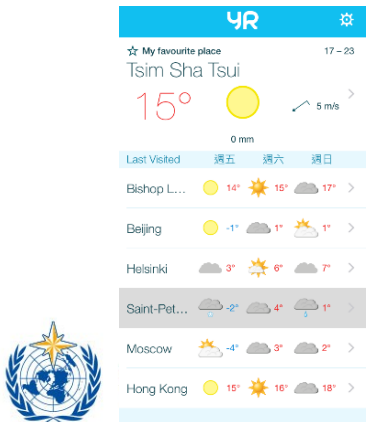 YR
My favourite place 17 – 23
Tsim Sha Tsui
15°
5 m/s
0 mm
Last Visited 週五 週六 週日
Bishop L... 14° 15° 17°
Beijing -1° 1° 1°
Helsinki 3° 6° 7°
Saint-Pet... -2° 4° 1°
Moscow -4° 3° 2°
Hong Kong 15° 16° 18°